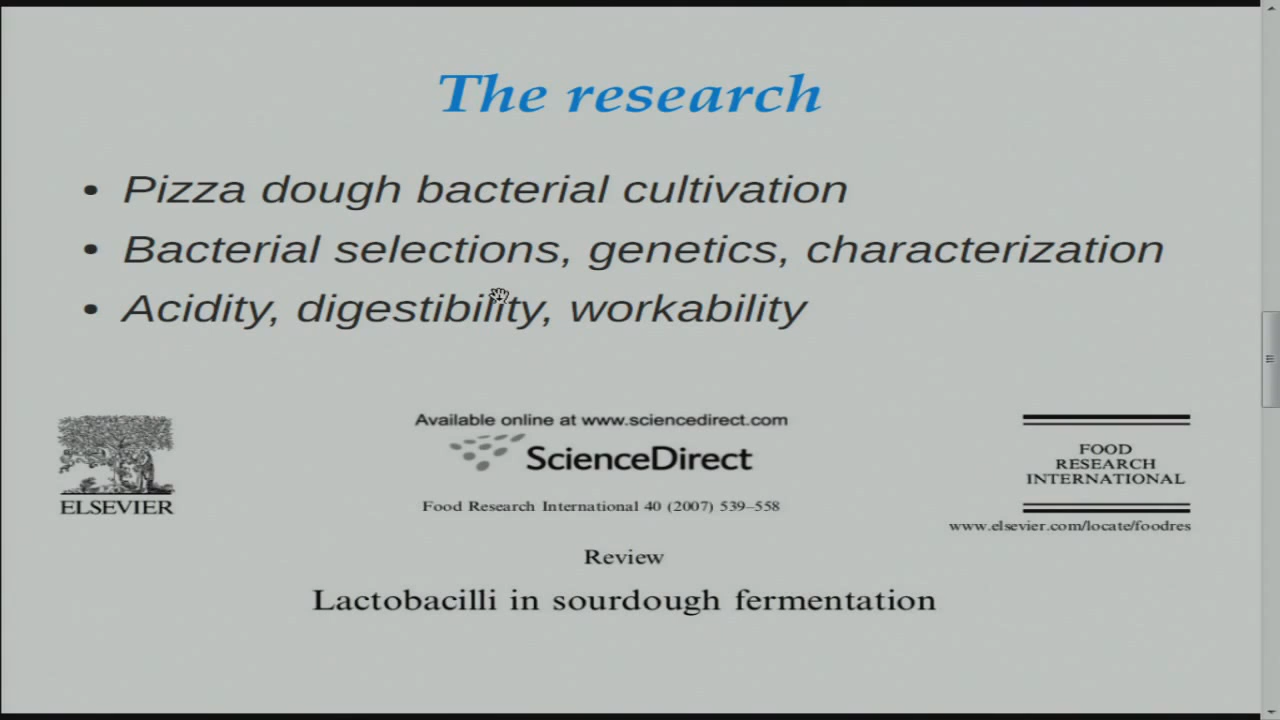 The research
• Pizza dough bacterial cultivation
• Bacterial selections, genetics, characterization
• Acidity, digestibility, workability
Available online at www.sciencedirect.com
ScienceDirect
ELSEVIER
Food Research International 40 (2007) 539–558
FOOD
RESEARCH
INTERNATIONAL
www.elsevier.com/locate/foodres
Review
Lactobacilli in sourdough fermentation